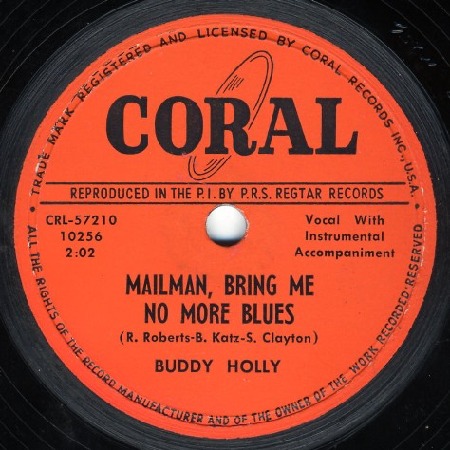 TRADE MARK REGISTERED AND LICENSED BY CORAL RECORDS INC., U.S.A.
CORAL
REPRODUCED IN THE P.I. BY P.R.S. REGTAR RECORDS
CRL-57210
10256
2:02
Vocal With
Instrumental
Accompaniment
MAILMAN, BRING ME
NO MORE BLUES
(R. Roberts-B. Katz-S. Clayton)
BUDDY HOLLY
ALL THE RIGHTS OF THE RECORD MANUFACTURER AND OF THE OWNER OF THE WORK RECORDED RESERVED